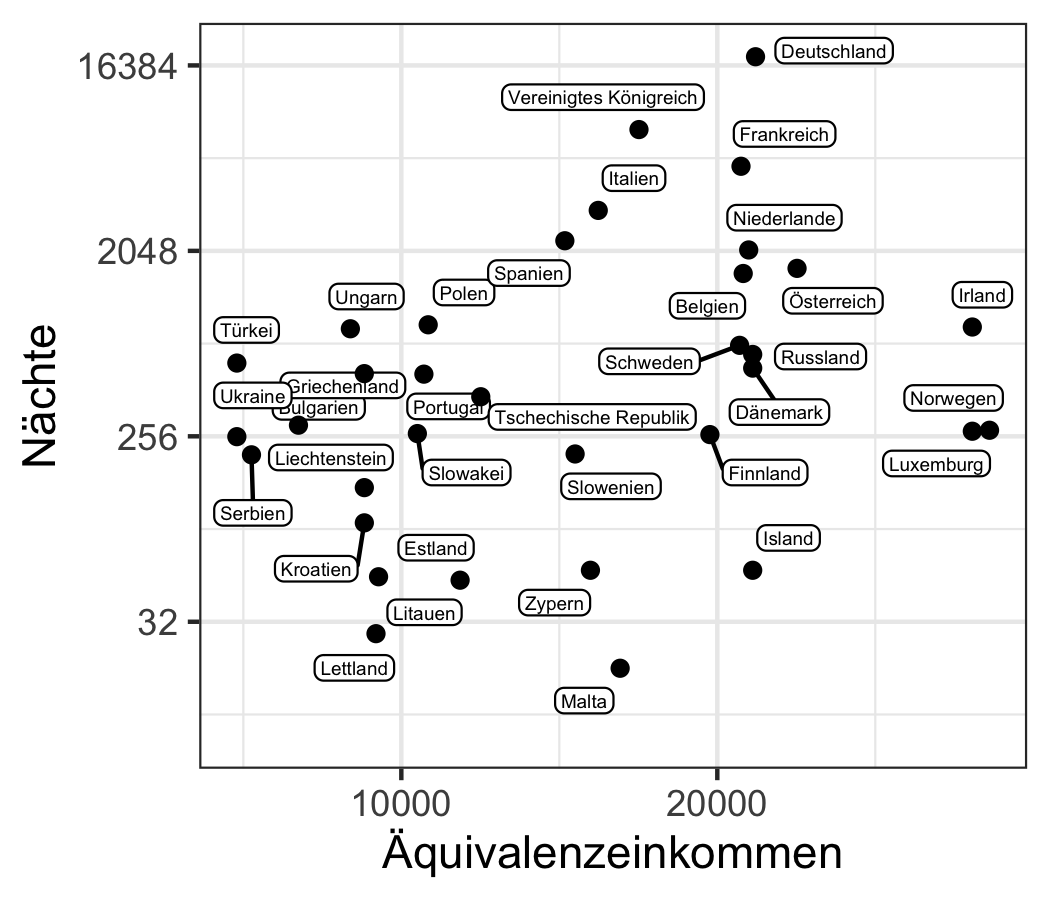 16384
Deutschland
Vereinigtes Königreich
Frankreich
Italien
Niederlande
2048
Spanien
Polen
Ungarn
Belgien
Österreich
Irland
Türkei
Schweden
Russland
Griechenland
Ukraine
Bulgarien
Portugal
Tschechische Republik
Dänemark
Norwegen
256
Liechtenstein
Slowakei
Slowenien
Finnland
Luxemburg
Serbien
Island
Estland
Kroatien
Zypern
Litauen
32
Lettland
Malta
Nächte
10000
20000
Äquivalenzeinkommen